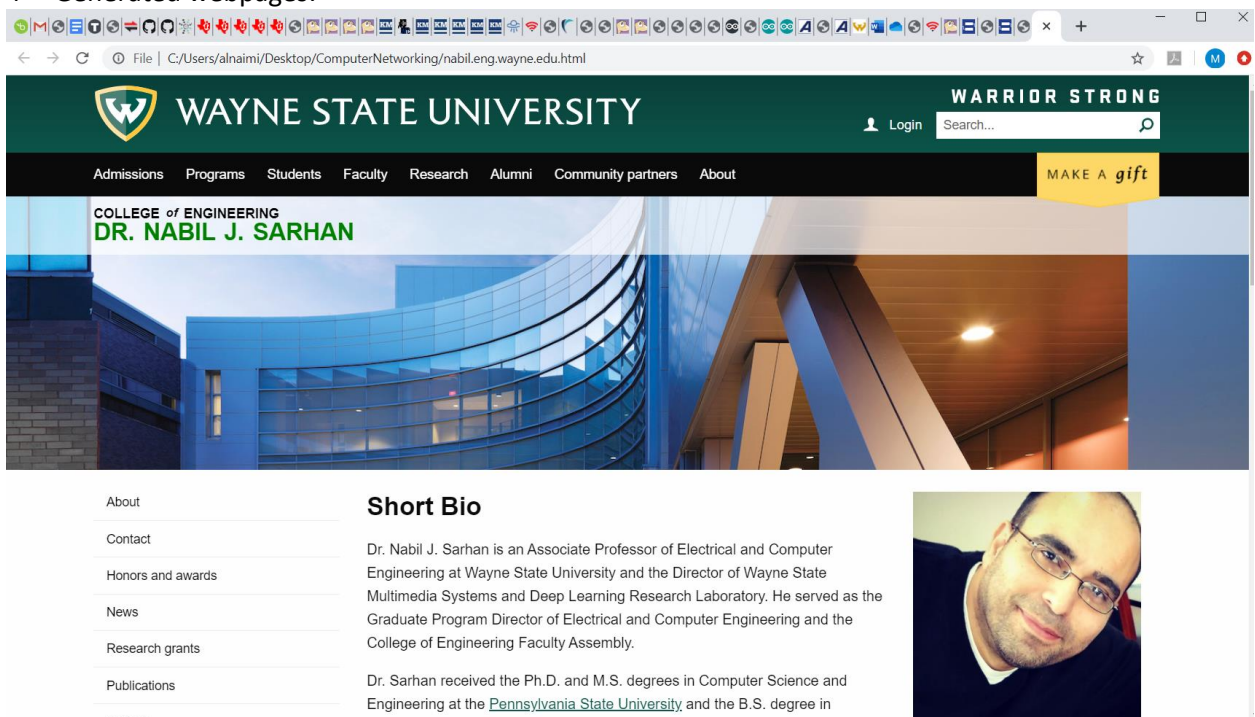 Generated webpages:
File | C:/Users/alnaimi/Desktop/ComputerNetworking/nabil.eng.wayne.edu.html
M
W
WAYNE STATE UNIVERSITY
WARRIOR STRONG
Login
Search...
Admissions Programs Students Faculty Research Alumni Community partners About
MAKE A gift
COLLEGE of ENGINEERING
DR. NABIL J. SARHAN
About
Contact
Honors and awards
News
Research grants
Publications
Short Bio
Dr. Nabil J. Sarhan is an Associate Professor of Electrical and Computer
Engineering at Wayne State University and the Director of Wayne State
Multimedia Systems and Deep Learning Research Laboratory. He served as the
Graduate Program Director of Electrical and Computer Engineering and the
College of Engineering Faculty Assembly.
Dr. Sarhan received the Ph.D. and M.S. degrees in Computer Science and
Engineering at the Pennsylvania State University and the B.S. degree in